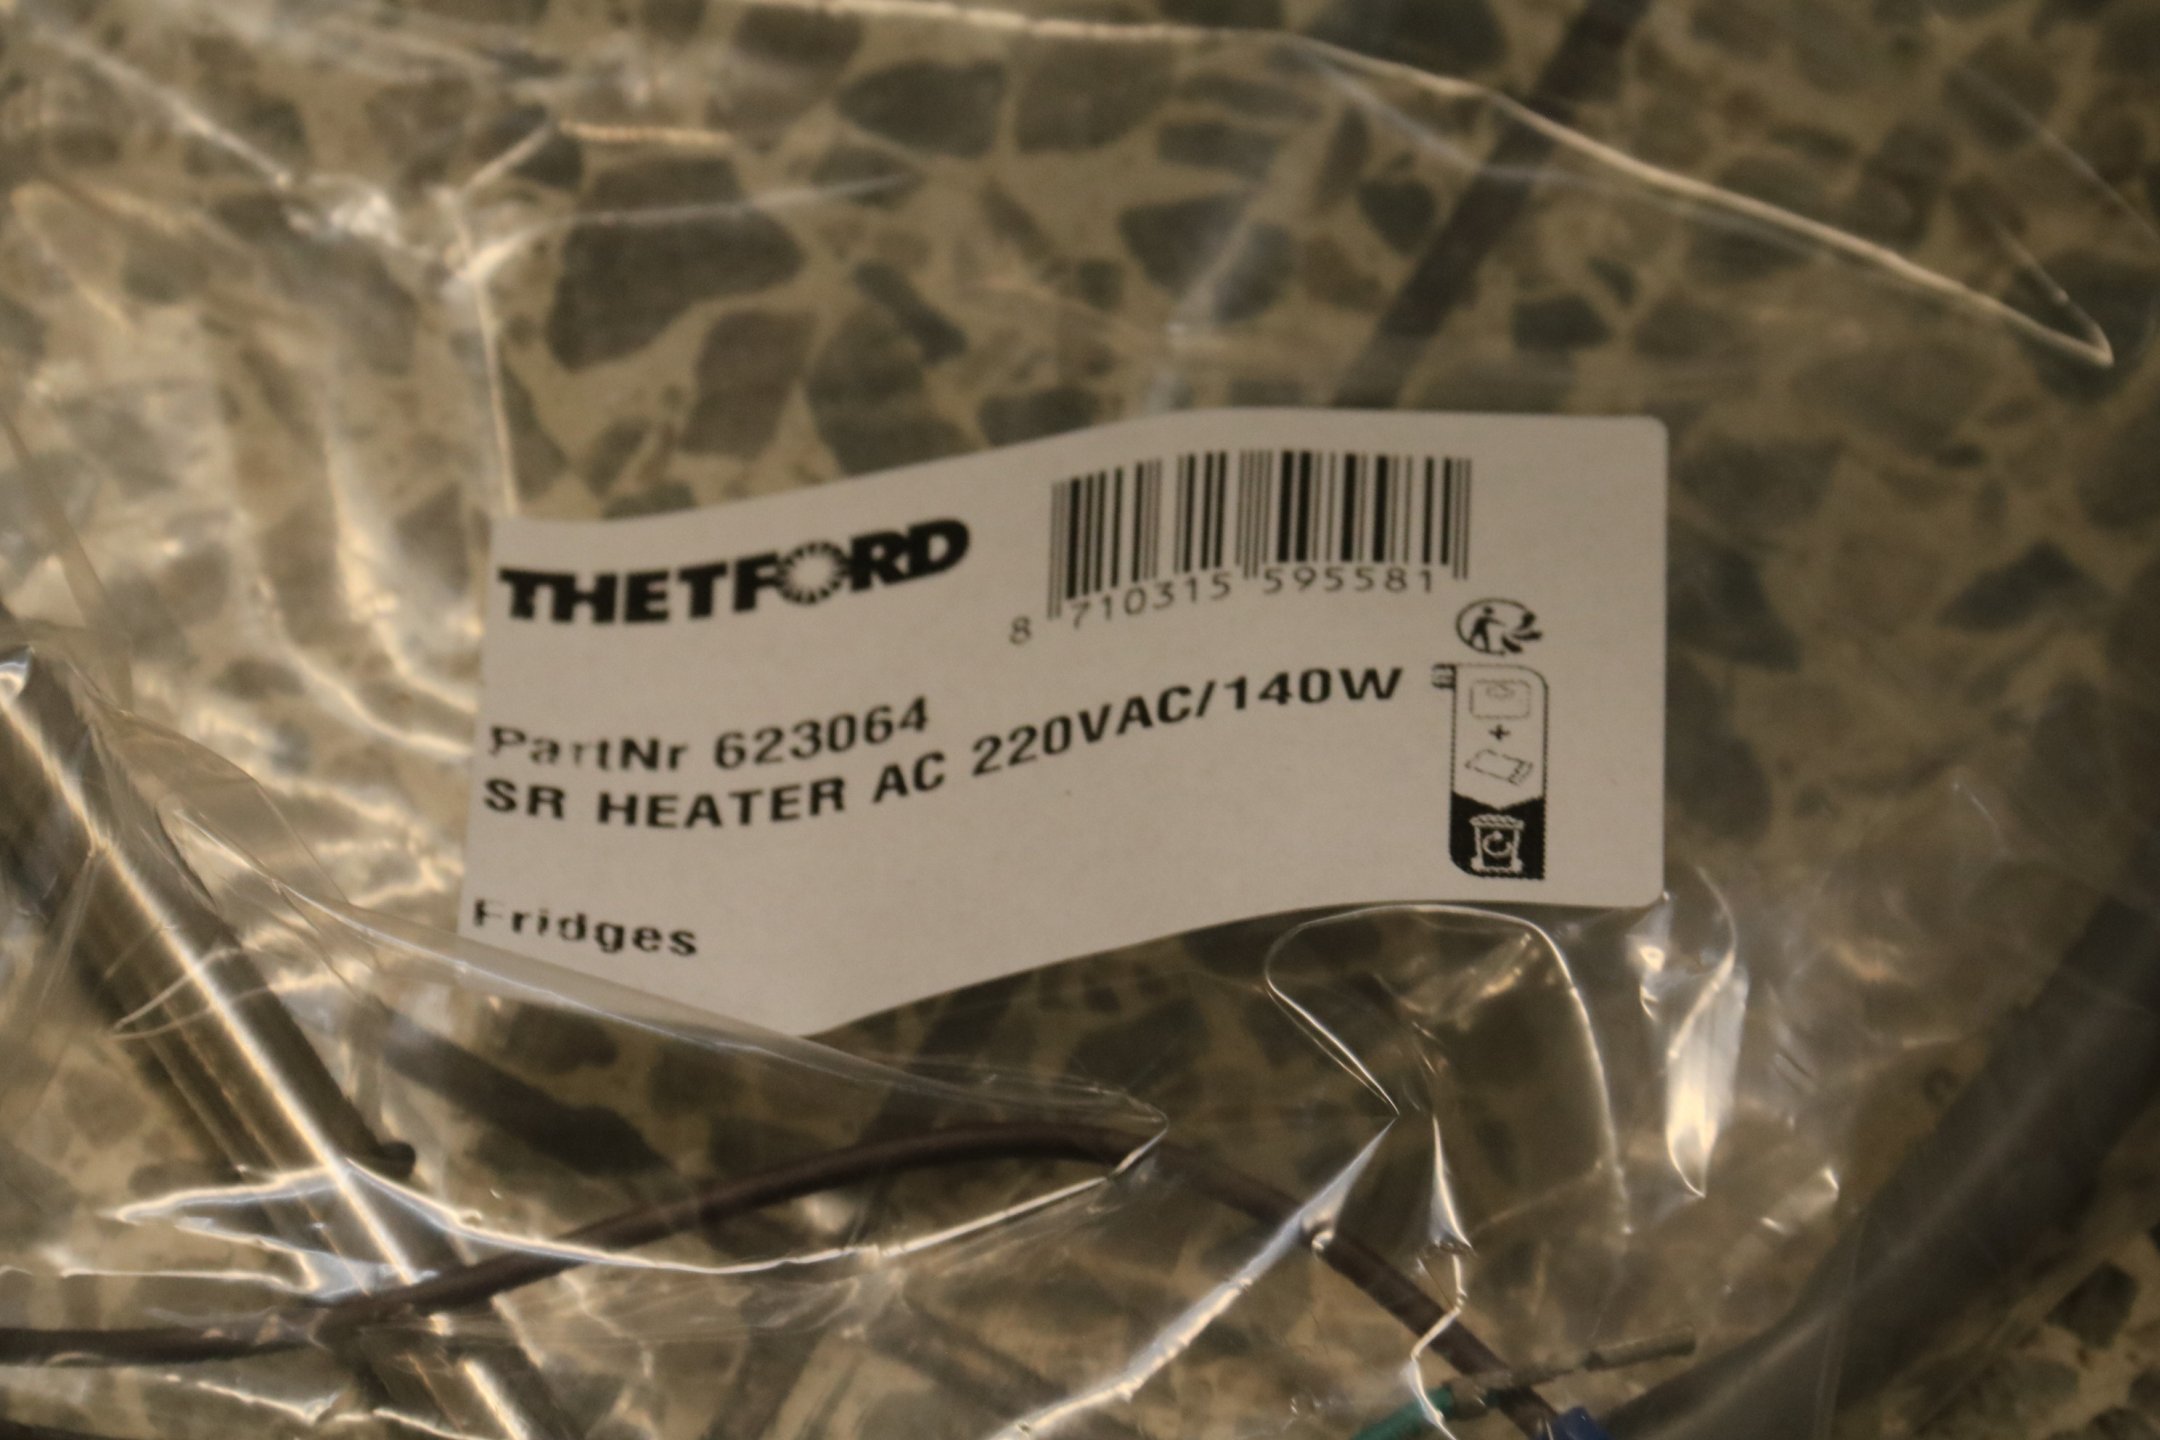 THETFORD
8 710315 595581
PartNr 623064
SR HEATER AC 220VAC/140W
Fridges